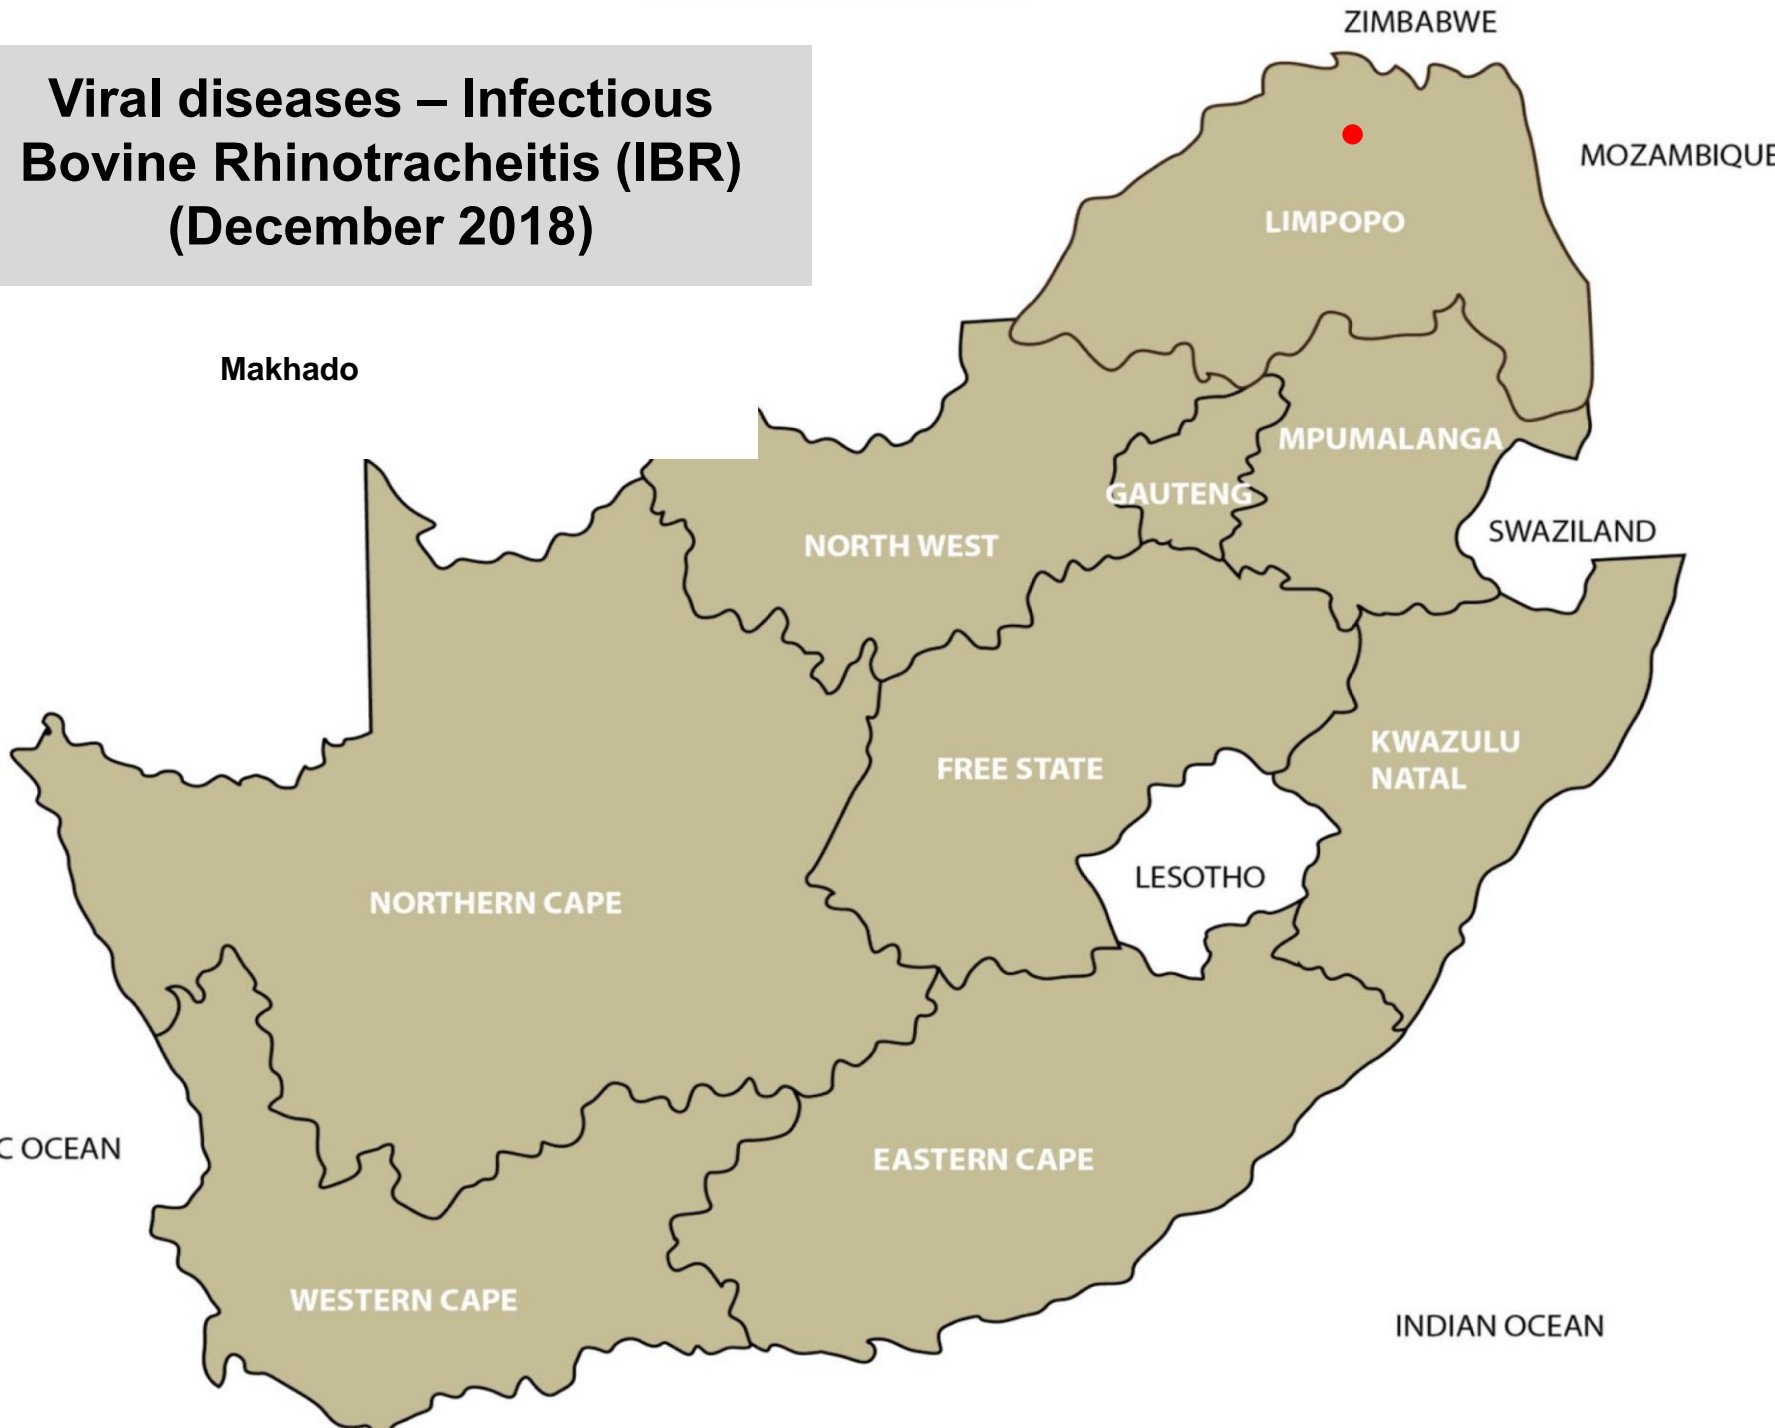 ZIMBABWE
Viral diseases – Infectious
Bovine Rhinotracheitis (IBR)
(December 2018)
MOZAMBIQUE
LIMPOPO
Makhado
MPUMALANGA
GAUTENG
SWAZILAND
NORTH WEST
KWAZULU
NATAL
FREE STATE
LESOTHO
NORTHERN CAPE
C OCEAN
EASTERN CAPE
WESTERN CAPE
INDIAN OCEAN